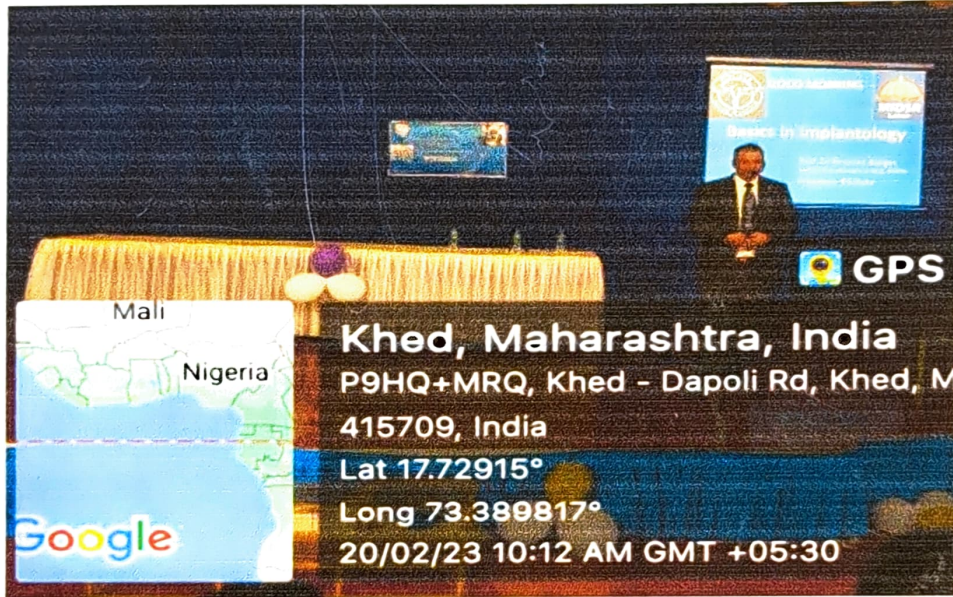 GOOD MORNING
Basics in Implantology
GPS
Mali
Nigeria
Google
Khed, Maharashtra, India
P9HQ+MRQ, Khed - Dapoli Rd, Khed, M
415709, India
Lat 17.72915°
Long 73.389817°
20/02/23 10:12 AM GMT +05:30